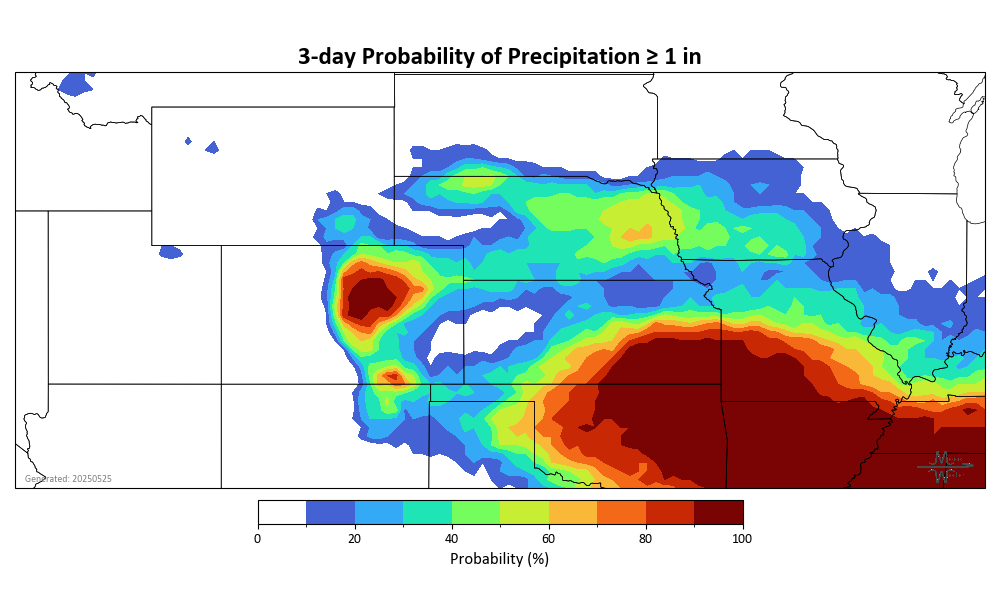 3-day Probability of Precipitation ≥ 1 in
Generated: 20250525
0 20 40 60 80 100
Probability (%)